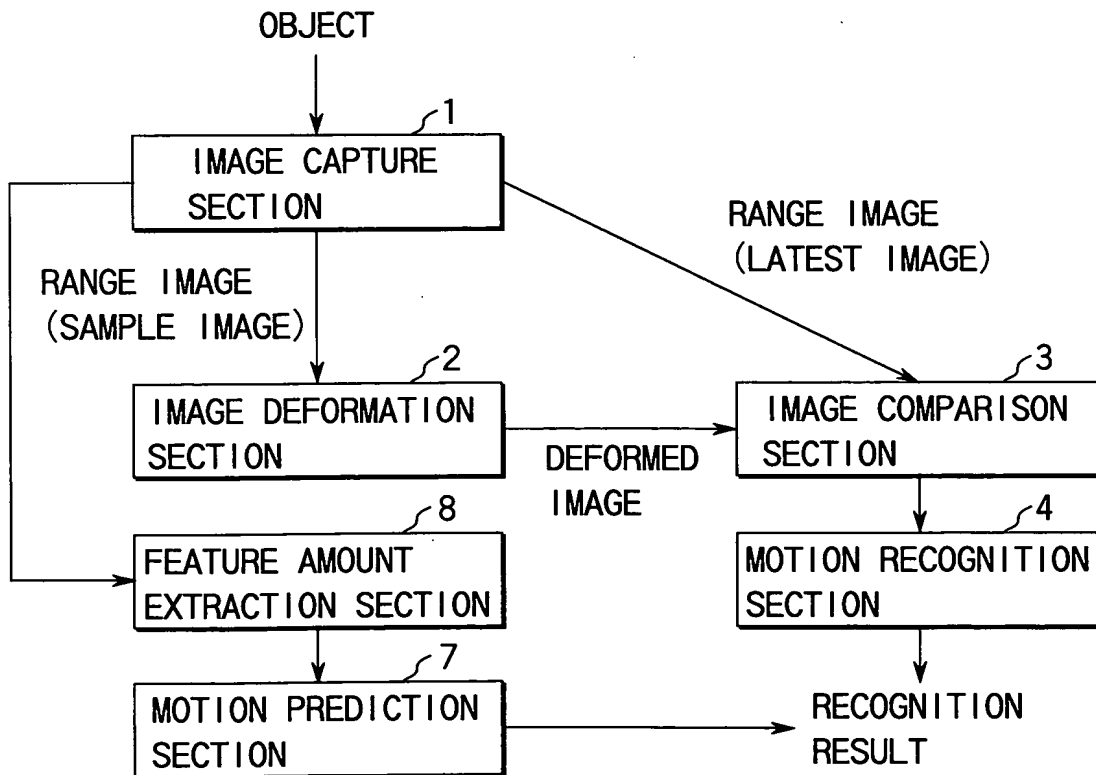 OBJECT
1
IMAGE CAPTURE
SECTION
RANGE IMAGE
(LATEST IMAGE)
RANGE IMAGE
(SAMPLE IMAGE)
2
IMAGE DEFORMATION
SECTION
3
IMAGE COMPARISON
SECTION
DEFORMED
IMAGE
8
FEATURE AMOUNT
EXTRACTION SECTION
4
MOTION RECOGNITION
SECTION
7
MOTION PREDICTION
SECTION
RECOGNITION
RESULT